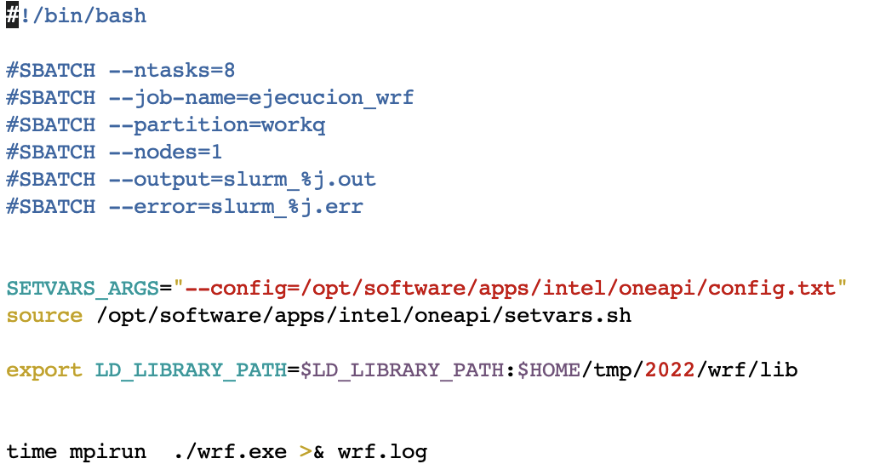 #!/bin/bash
#SBATCH --ntasks=8
#SBATCH --job-name=ejecucion_wrf
#SBATCH --partition=workq
#SBATCH --nodes=1
#SBATCH --output=slurm_%j.out
#SBATCH --error=slurm_%j.err
SETVARS_ARGS="--config=/opt/software/apps/intel/oneapi/config.txt"
source /opt/software/apps/intel/oneapi/setvars.sh
export LD_LIBRARY_PATH=$LD_LIBRARY_PATH:$HOME/tmp/2022/wrf/lib
time mpirun  ./wrf.exe >& wrf.log